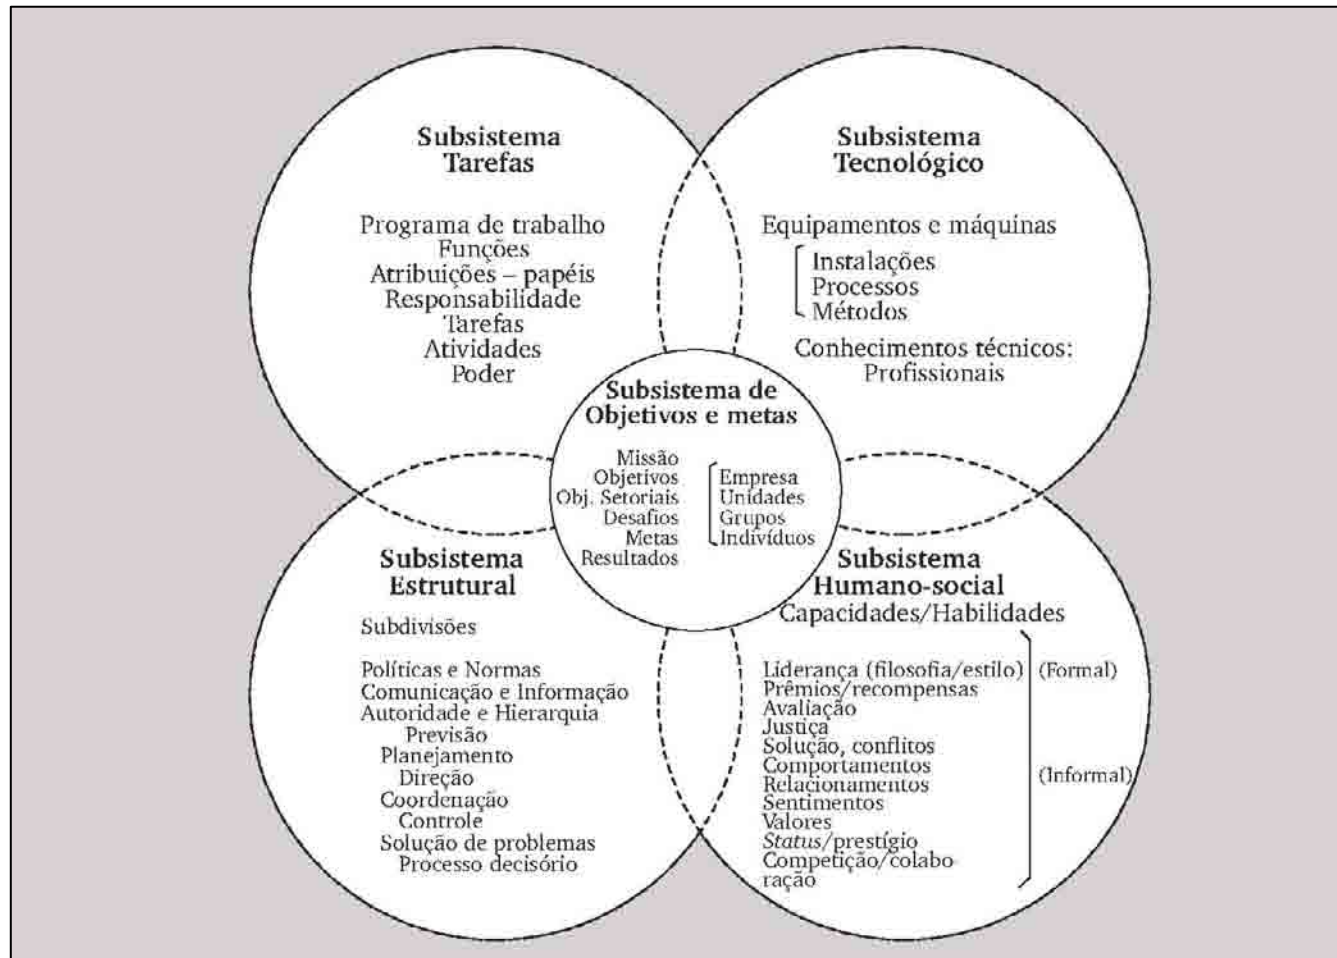 Subsistema
Tarefas
Programa de trabalho
Funções
Atribuições – papéis
Responsabilidade
Tarefas
Atividades
Poder
Subsistema
Tecnológico
Equipamentos e máquinas
Instalações
Processos
Métodos
Conhecimentos técnicos:
Profissionais
Subsistema de
Objetivos e metas
Missão
Objetivos
Obj. Setoriais
Desafios
Metas
Resultados
Empresa
Unidades
Grupos
Indivíduos
Subsistema
Estrutural
Subdivisões
Políticas e Normas
Comunicação e Informação
Autoridade e Hierarquia
Previsão
Planejamento
Direção
Coordenação
Controle
Solução de problemas
Processo decisório
Subsistema
Humano-social
Capacidades/Habilidades
Liderança (filosofia/estilo)
Prêmios/recompensas
Avaliação
Justiça
Solução, conflitos
Comportamentos
Relacionamentos
Sentimentos
Valores
Status/prestígio
Competição/colabo
ração
(Formal)
(Informal)